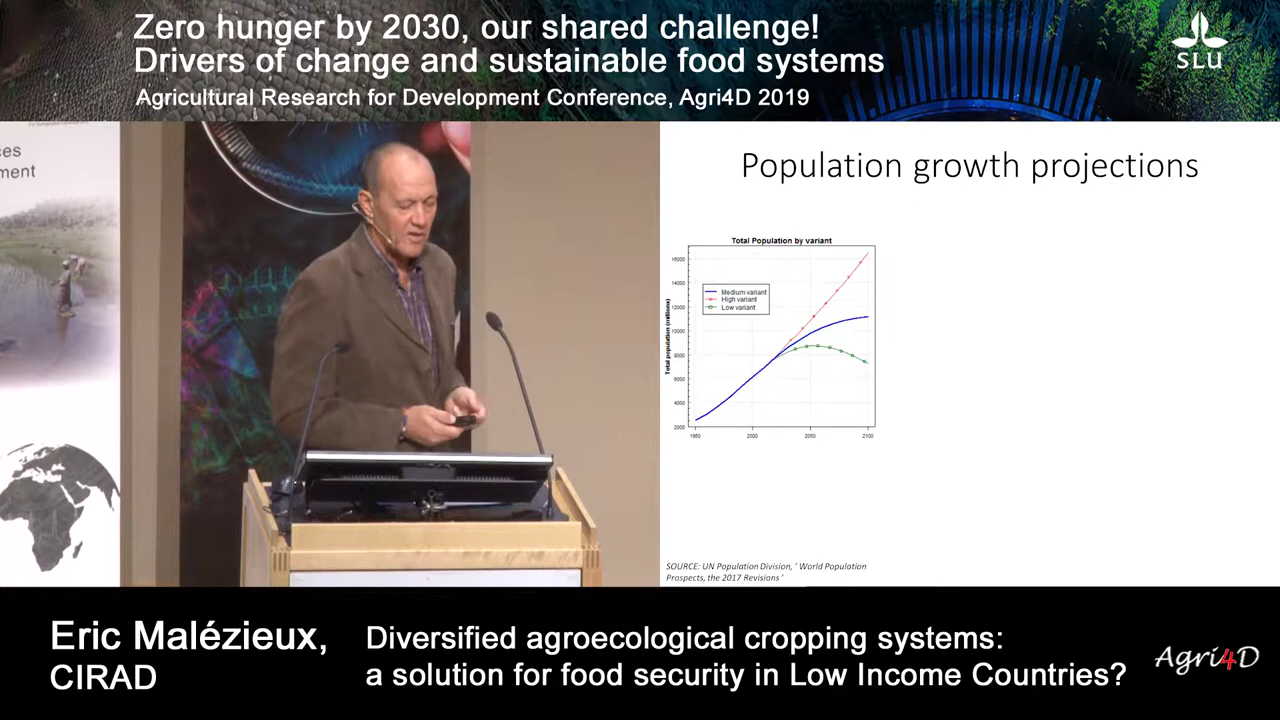 Zero hunger by 2030, our shared challenge!
Drivers of change and sustainable food systems
Agricultural Research for Development Conference, Agri4D 2019
SLU
ces
ment
Population growth projections
Total Population by variant
Total population (millions)
16000
14000
12000
10000
8000
6000
4000
2000
Medium variant
High variant
Low variant
1950
2000
2050
2100
SOURCE: UN Population Division, ‘ World Population
Prospects, the 2017 Revisions ’
Eric Malézieux,
CIRAD
Diversified agroecological cropping systems:
a solution for food security in Low Income Countries?
Agri4D